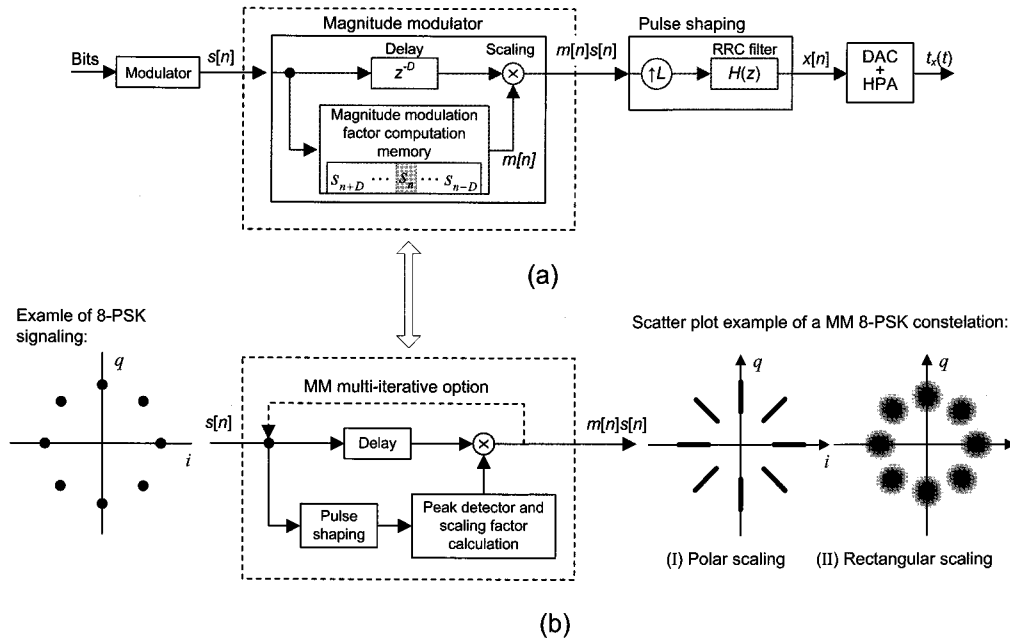 Magnitude modulator
Pulse shaping
Bits
Modulator
s[n]
Delay
z^-D
Scaling
×
m[n]s[n]
↑L
RRC filter
H(z)
x[n]
DAC
+
HPA
t_x(t)
Magnitude modulation
factor computation
memory
m[n]
s_n+D ··· s_n ··· s_n−D
(a)
Examle of 8-PSK
signaling:
q
i
MM multi-iterative option
s[n]
Delay
×
m[n]s[n]
Pulse
shaping
Peak detector and
scaling factor
calculation
Scatter plot example of a MM 8-PSK constelation:
q
i
q
(I) Polar scaling
(II) Rectangular scaling
(b)